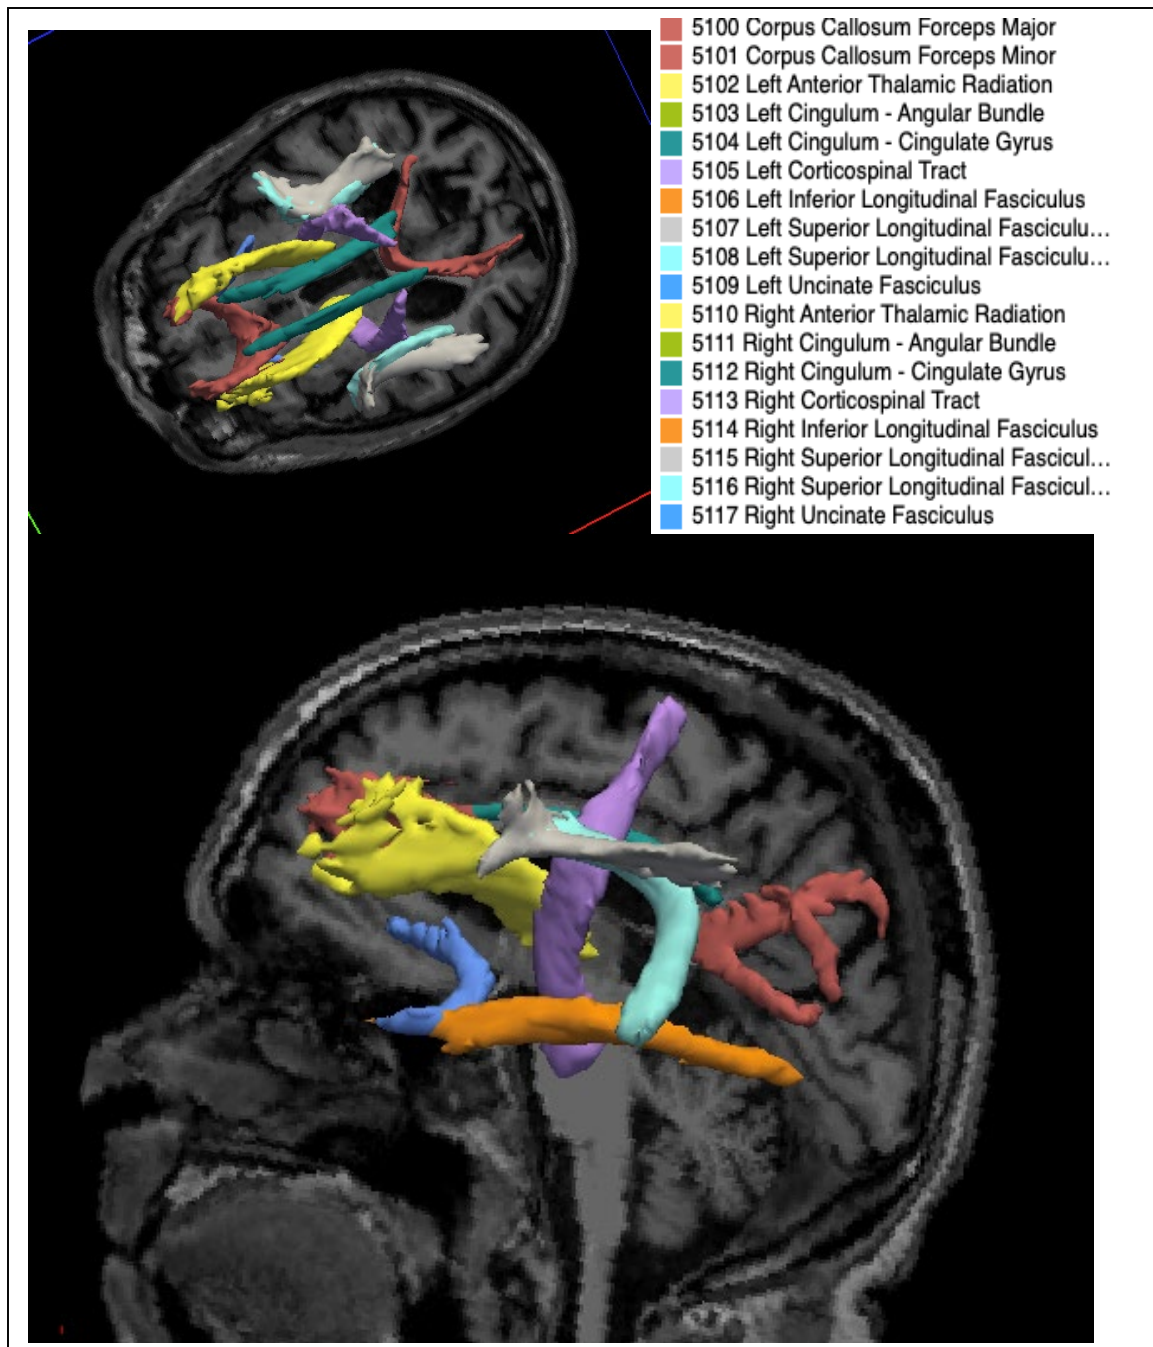 5100 Corpus Callosum Forceps Major
5101 Corpus Callosum Forceps Minor
5102 Left Anterior Thalamic Radiation
5103 Left Cingulum - Angular Bundle
5104 Left Cingulum - Cingulate Gyrus
5105 Left Corticospinal Tract
5106 Left Inferior Longitudinal Fasciculus
5107 Left Superior Longitudinal Fasciculu...
5108 Left Superior Longitudinal Fasciculu...
5109 Left Uncinate Fasciculus
5110 Right Anterior Thalamic Radiation
5111 Right Cingulum - Angular Bundle
5112 Right Cingulum - Cingulate Gyrus
5113 Right Corticospinal Tract
5114 Right Inferior Longitudinal Fasciculus
5115 Right Superior Longitudinal Fascicul...
5116 Right Superior Longitudinal Fascicul...
5117 Right Uncinate Fasciculus